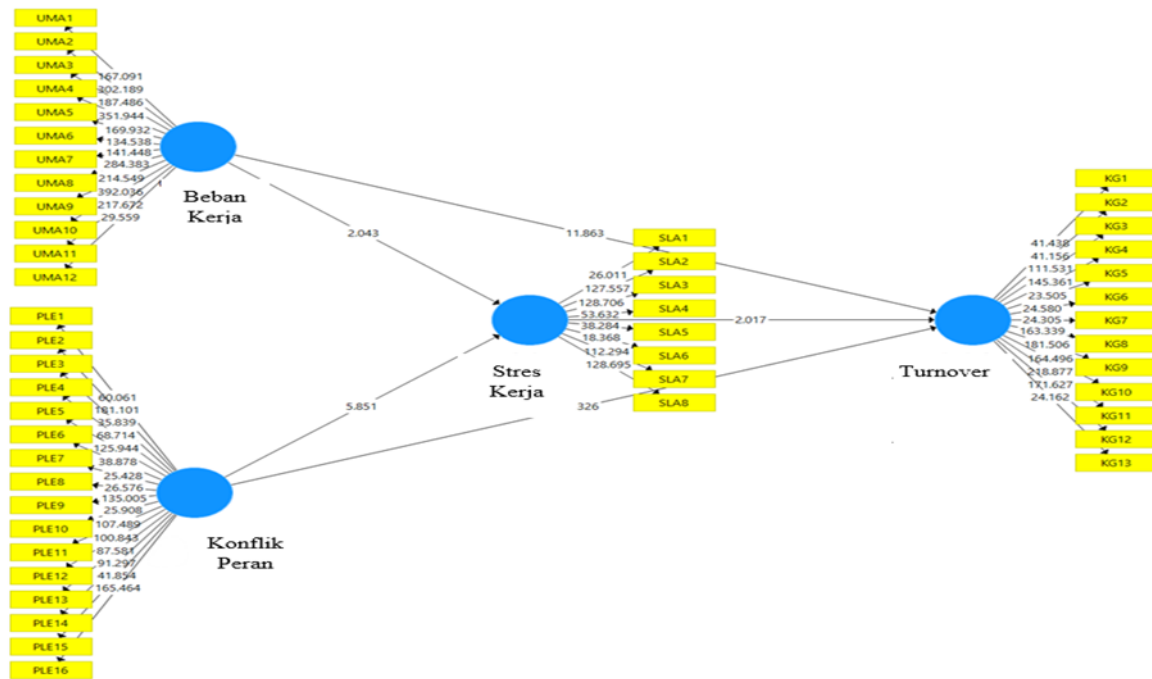 UMA1
UMA2
UMA3
UMA4
UMA5
UMA6
UMA7
UMA8
UMA9
UMA10
UMA11
UMA12
167.091
302.189
187.486
351.944
169.932
134.538
141.448
284.383
214.549
392.036
217.672
29.559
1
Beban
Kerja
2.043
11.863
PLE1
PLE2
PLE3
PLE4
PLE5
PLE6
PLE7
PLE8
PLE9
PLE10
PLE11
PLE12
PLE13
PLE14
PLE15
PLE16
60.061
181.101
35.839
68.714
125.944
38.878
25.428
26.576
135.005
25.908
107.489
100.843
87.581
91.297
41.854
165.464
Konflik
Peran
5.851
326
SLA1
SLA2
SLA3
SLA4
SLA5
SLA6
SLA7
SLA8
26.011
127.557
128.706
53.632
38.284
18.368
112.294
128.695
Stres
Kerja
2.017
KG1
KG2
KG3
KG4
KG5
KG6
KG7
KG8
KG9
KG10
KG11
KG12
KG13
41.438
41.156
111.531
145.361
23.505
24.580
24.305
163.339
181.506
164.496
218.877
171.627
24.162
Turnover